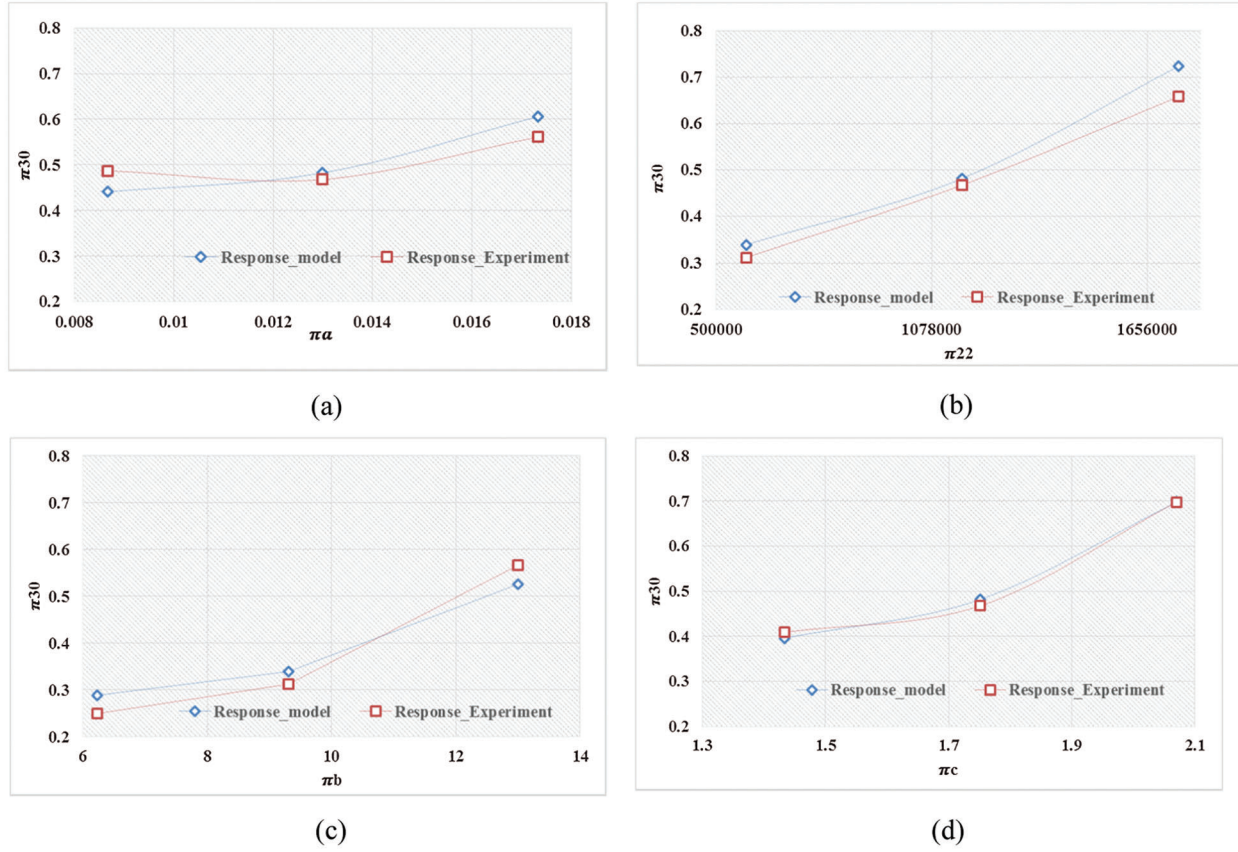 0.8
0.7
0.6
0.5
0.4
0.3
0.2
π30
Response_model Response_Experiment
0.008 0.01 0.012 0.014 0.016 0.018
πa
(a)
0.8
0.7
0.6
0.5
0.4
0.3
0.2
π30
Response_model Response_Experiment
500000 1078000 1656000
π22
(b)
0.8
0.7
0.6
0.5
0.4
0.3
0.2
π30
Response_model Response_Experiment
6 8 10 12 14
πb
(c)
0.8
0.7
0.6
0.5
0.4
0.3
0.2
π30
Response_model Response_Experiment
1.3 1.5 1.7 1.9 2.1
πc
(d)